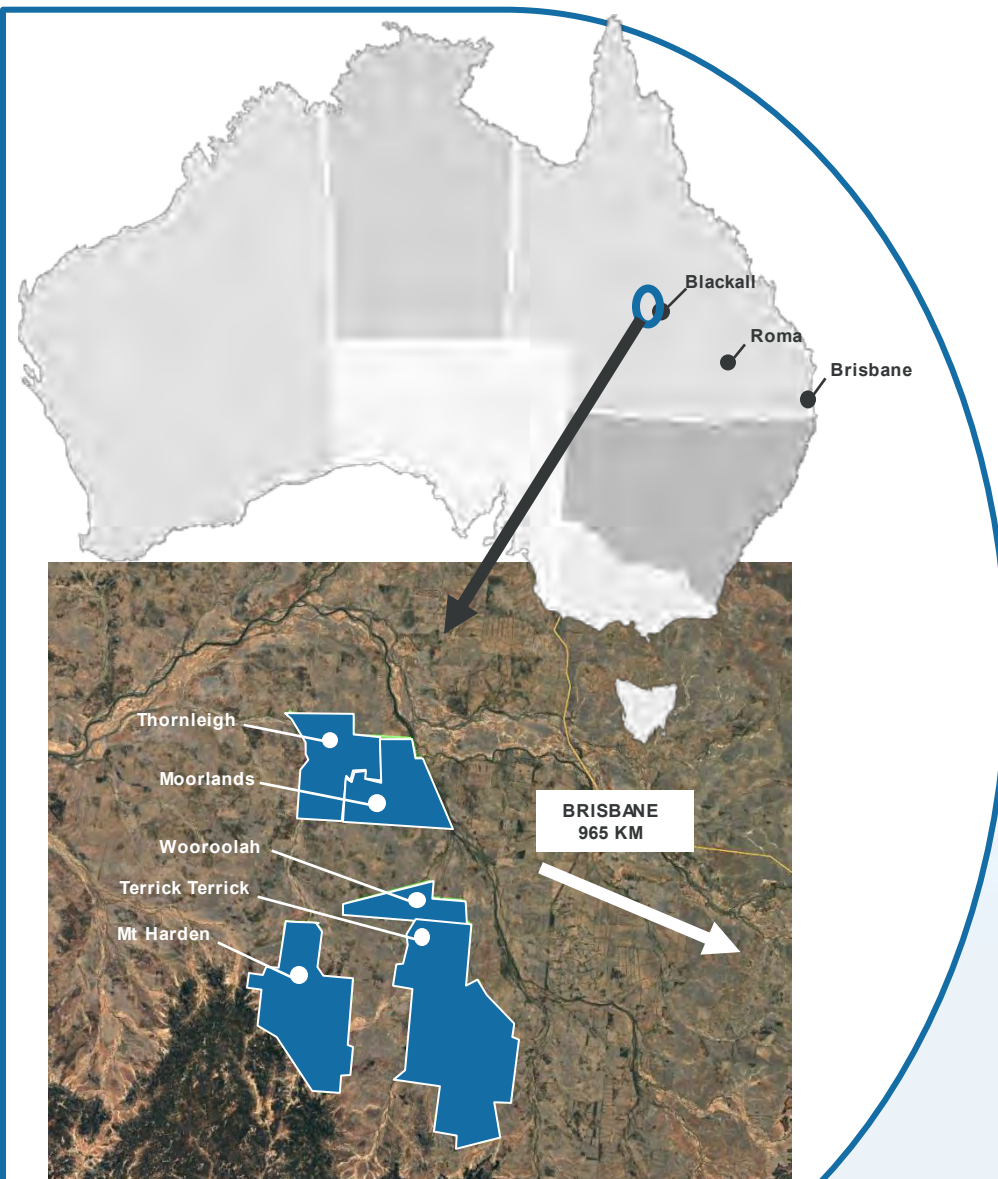 Blackall
Roma
Brisbane
Thornleigh
Moorlands
BRISBANE
965 KM
Wooroolah
Terrick Terrick
Mt Harden